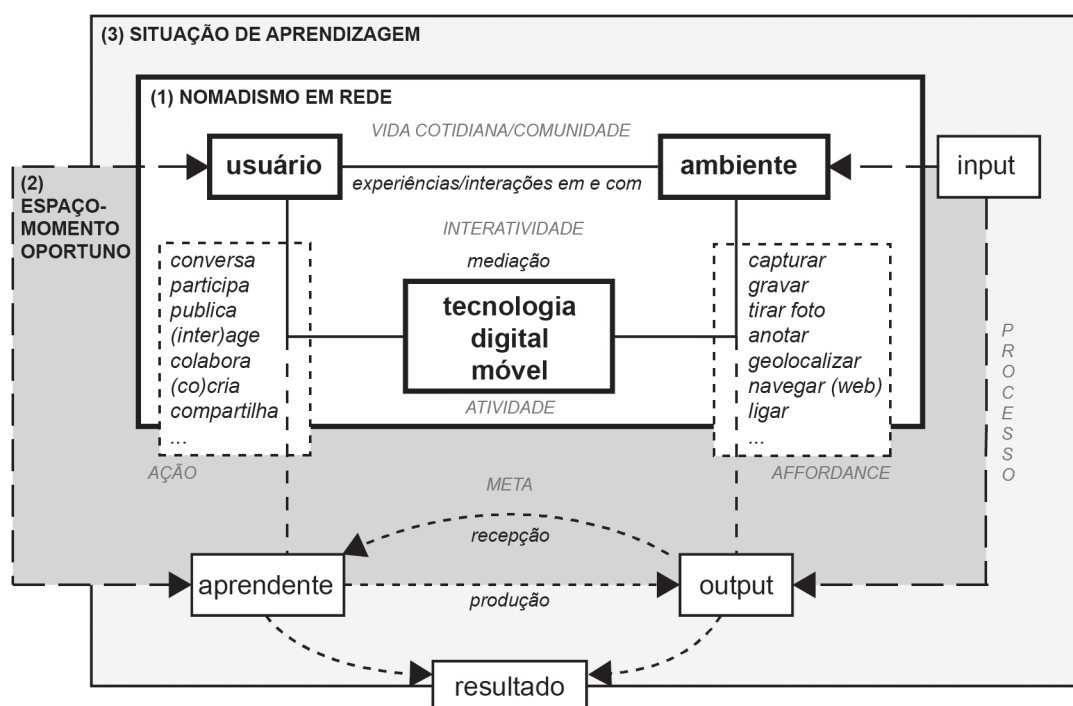 (3) SITUAÇÃO DE APRENDIZAGEM
(1) NOMADISMO EM REDE
VIDA COTIDIANA/COMUNIDADE
usuário
ambiente
input
experiências/interações em e com
(2)
ESPAÇO-
MOMENTO
OPORTUNO
INTERATIVIDADE
mediação
conversa
participa
publica
(inter)age
colabora
(co)cria
compartilha
...
tecnologia
digital
móvel
capturar
gravar
tirar foto
anotar
geolocalizar
navegar (web)
ligar
...
PROCESSO
ATIVIDADE
AÇÃO
META
AFFORDANCE
recepção
aprendente
produção
output
resultado